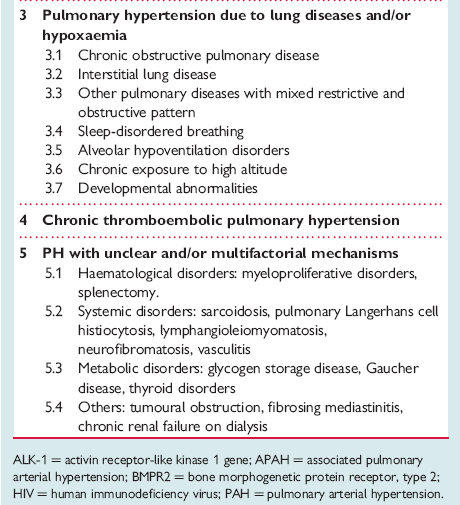 3 Pulmonary hypertension due to lung diseases and/or
hypoxaemia
3.1 Chronic obstructive pulmonary disease
3.2 Interstitial lung disease
3.3 Other pulmonary diseases with mixed restrictive and
obstructive pattern
3.4 Sleep-disordered breathing
3.5 Alveolar hypoventilation disorders
3.6 Chronic exposure to high altitude
3.7 Developmental abnormalities
4 Chronic thromboembolic pulmonary hypertension
5 PH with unclear and/or multifactorial mechanisms
5.1 Haematological disorders: myeloproliferative disorders,
splenectomy.
5.2 Systemic disorders: sarcoidosis, pulmonary Langerhans cell
histiocytosis, lymphangioleiomyomatosis,
neurofibromatosis, vasculitis
5.3 Metabolic disorders: glycogen storage disease, Gaucher
disease, thyroid disorders
5.4 Others: tumoural obstruction, fibrosing mediastinitis,
chronic renal failure on dialysis
ALK-1 = activin receptor-like kinase 1 gene; APAH = associated pulmonary
arterial hypertension; BMPR2 = bone morphogenetic protein receptor, type 2;
HIV = human immunodeficiency virus; PAH = pulmonary arterial hypertension.